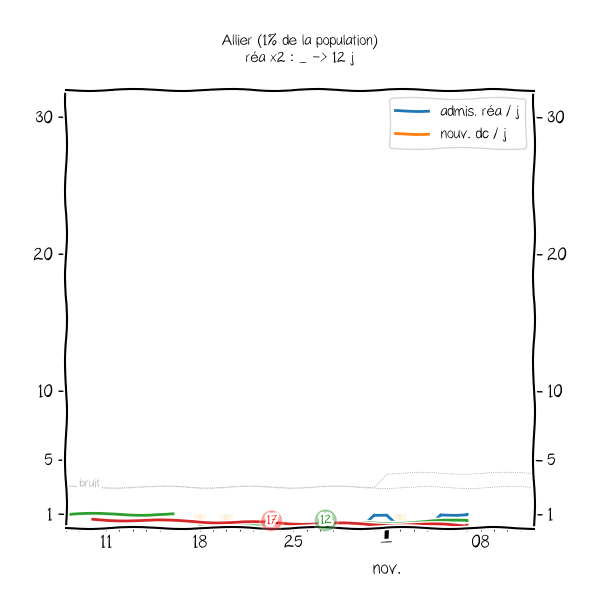 Allier (1% de la population)
réa x2 : _ -> 12 j
admis. réa / j
nouv. dc / j
30
30
20
20
10
10
5
5
bruit
1
1
17
12
11
18
25
_
08
nov.